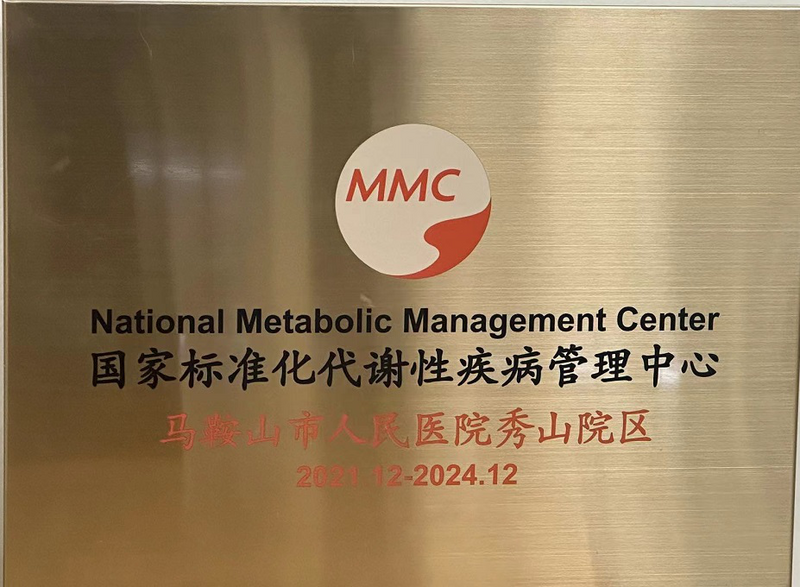 MMC
National Metabolic Management Center
国家标准化代谢性疾病管理中心
马鞍山市人民医院秀山院区
2021.12-2024.12